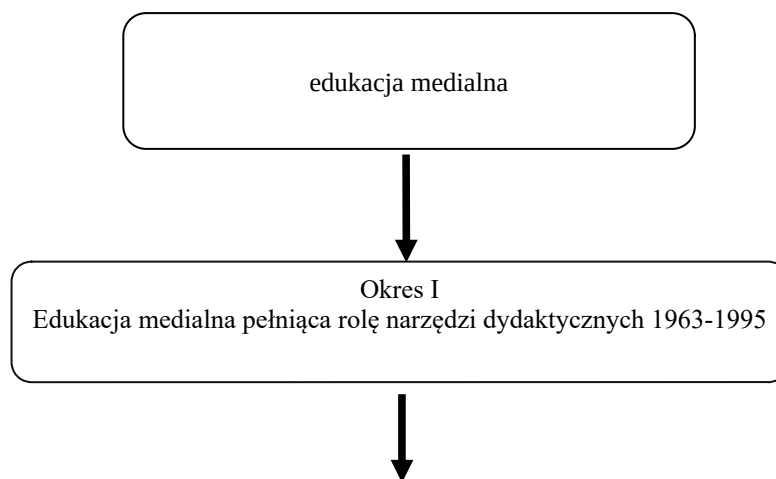 edukacja medialna
Okres I
Edukacja medialna pełniąca rolę narzędzi dydaktycznych 1963-1995